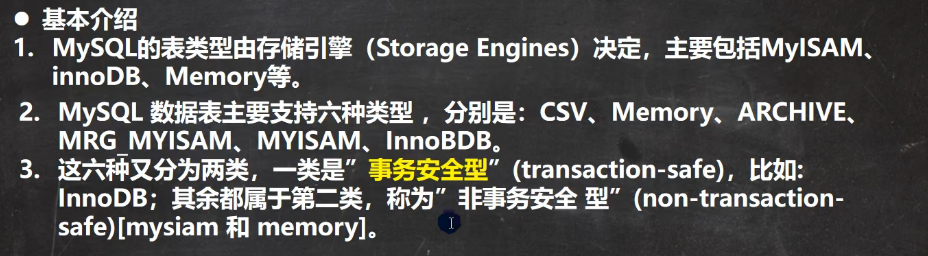 ● 基本介绍
1. MySQL的表类型由存储引擎（Storage Engines）决定，主要包括MyISAM、
innoDB、Memory等。
2. MySQL 数据表主要支持六种类型 ，分别是：CSV、Memory、ARCHIVE、
MRG_MYISAM、MYISAM、InnoBDB。
3. 这六种又分为两类，一类是”事务安全型”(transaction-safe)，比如:
InnoDB；其余都属于第二类，称为”非事务安全 型”(non-transaction-
safe)[mysiam 和 memory]。